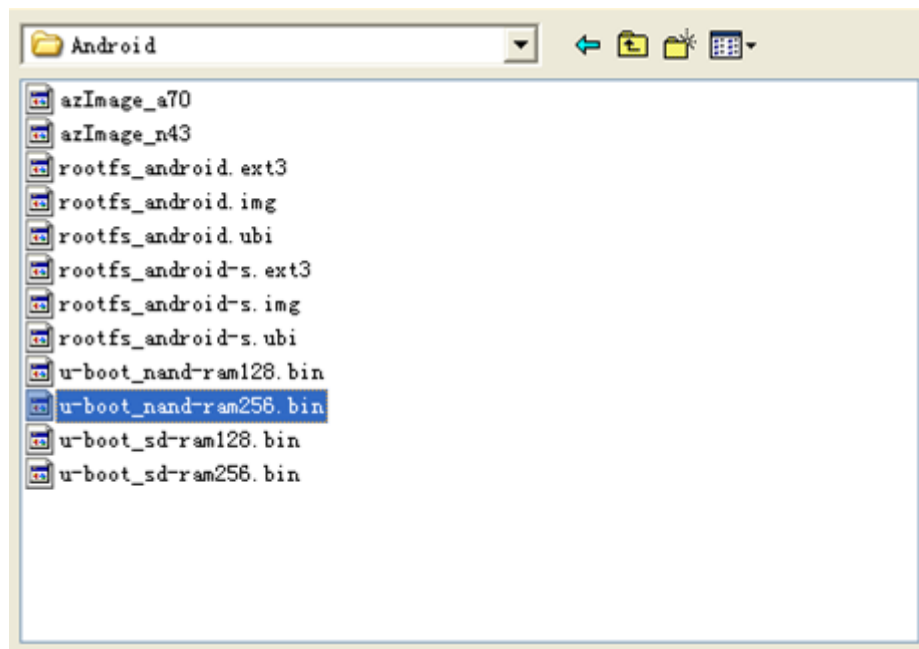 Android
azImage_a70
azImage_n43
rootfs_android.ext3
rootfs_android.img
rootfs_android.ubi
rootfs_android-s.ext3
rootfs_android-s.img
rootfs_android-s.ubi
u-boot_nand-ram128.bin
u-boot_nand-ram256.bin
u-boot_sd-ram128.bin
u-boot_sd-ram256.bin